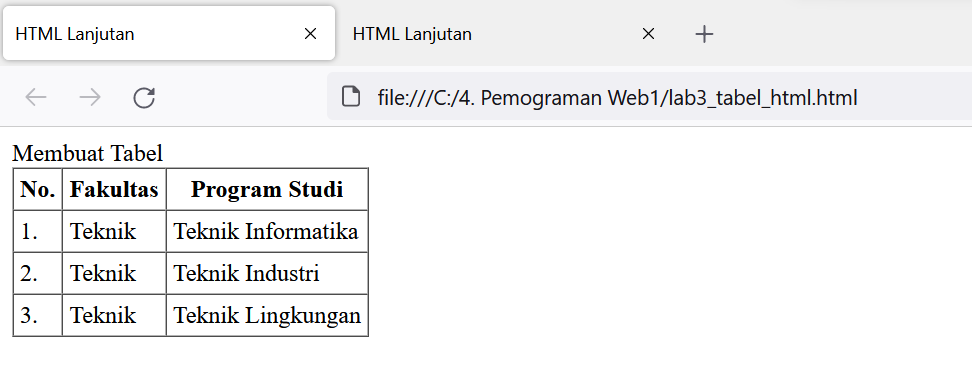 HTML Lanjutan
HTML Lanjutan
file:///C:/4. Pemograman Web1/lab3_tabel_html.html
Membuat Tabel
No. Fakultas Program Studi
1. Teknik Teknik Informatika
2. Teknik Teknik Industri
3. Teknik Teknik Lingkungan